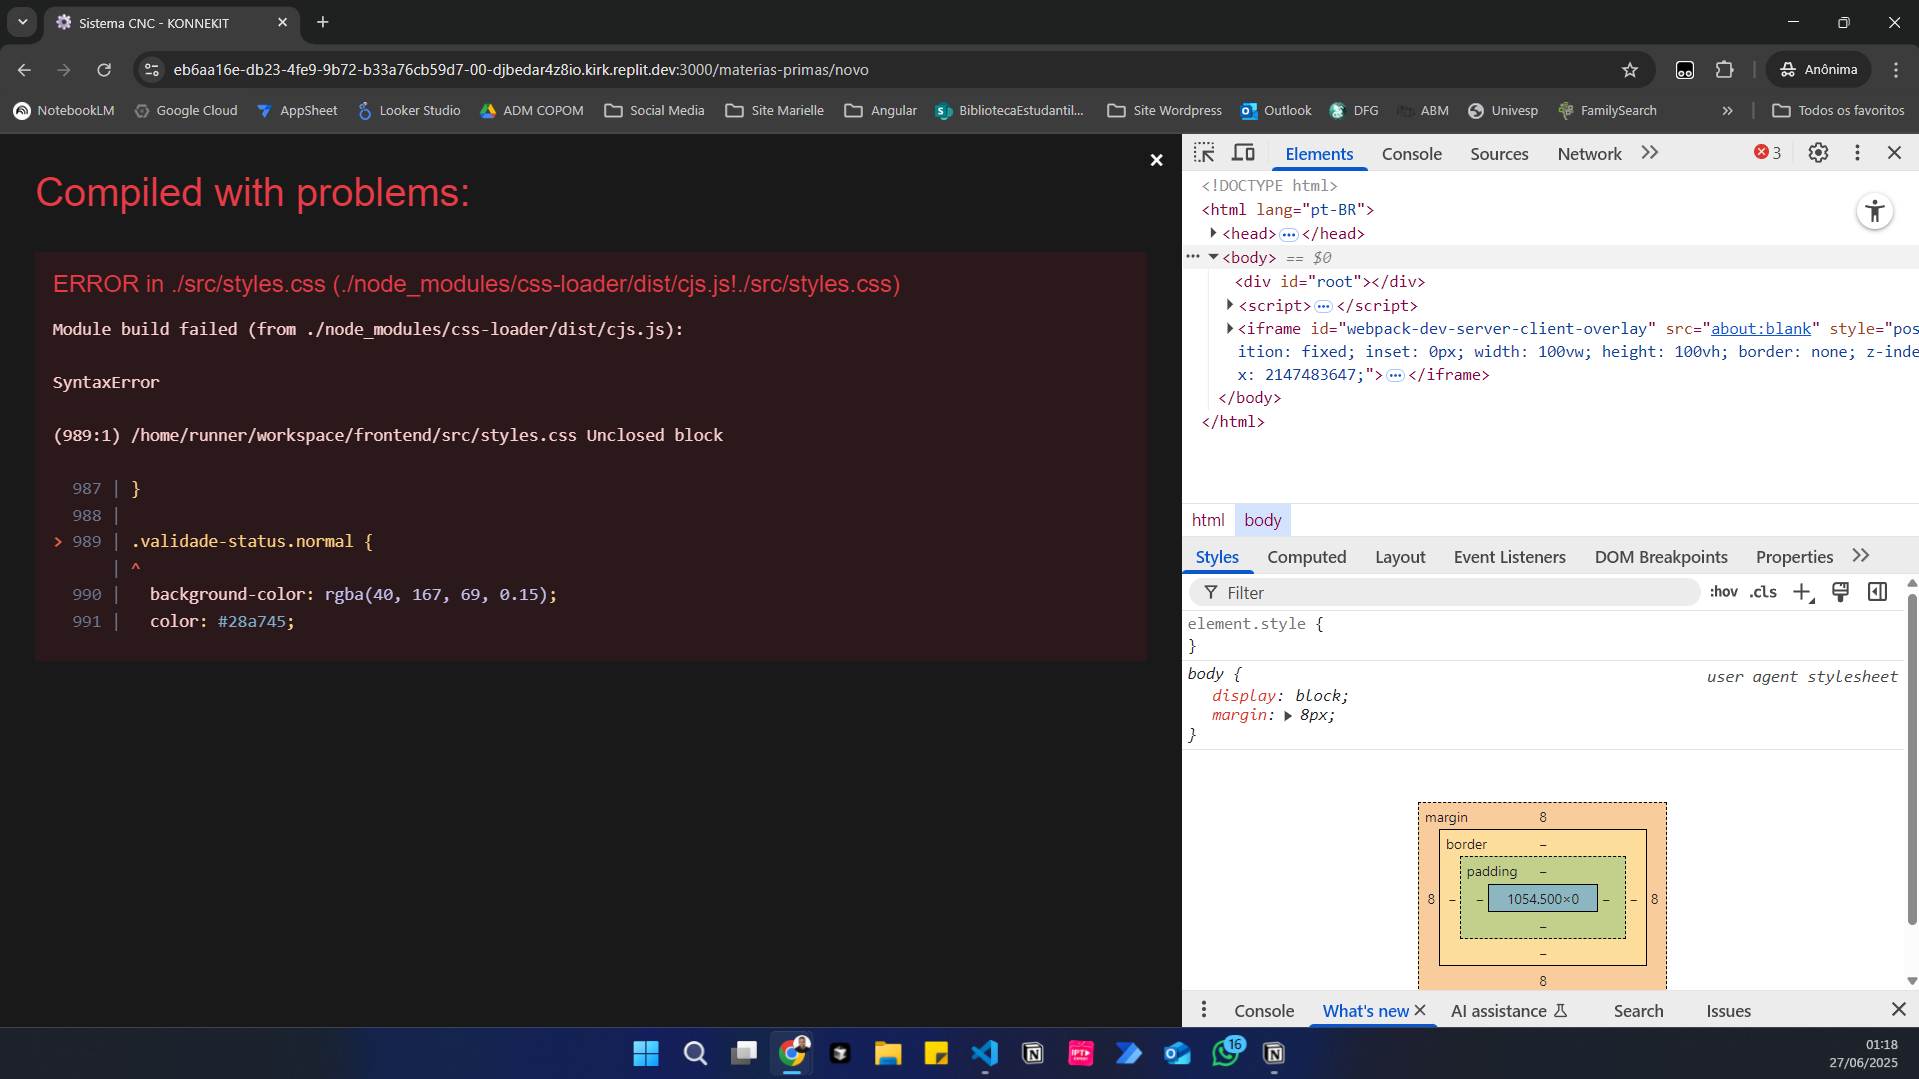 Sistema CNC - KONNEKIT
eb6aa16e-db23-4fe9-9b72-b33a76cb59d7-00-djbedar4z8io.kirk.replit.dev:3000/materias-primas/novo
Anônima
NotebookLM
Google Cloud
AppSheet
Looker Studio
ADM COPOM
Social Media
Site Marielle
Angular
BibliotecaEstudantil...
Site Wordpress
Outlook
DFG
ABM
Univesp
FamilySearch
Todos os favoritos
Compiled with problems:
ERROR in ./src/styles.css (./node_modules/css-loader/dist/cjs.js!./src/styles.css)
Module build failed (from ./node_modules/css-loader/dist/cjs.js):
SyntaxError
(989:1) /home/runner/workspace/frontend/src/styles.css Unclosed block
987 | }
988 |
> 989 | .validade-status.normal {
| ^
990 | background-color: rgba(40, 167, 69, 0.15);
991 | color: #28a745;
Elements
Console
Sources
Network
3
<!DOCTYPE html>
<html lang="pt-BR">
<head>...</head>
<body> == $0
<div id="root"></div>
<script>...</script>
<iframe id="webpack-dev-server-client-overlay" src="about:blank" style="pos
ition: fixed; inset: 0px; width: 100vw; height: 100vh; border: none; z-inde
x: 2147483647;">...</iframe>
</body>
</html>
html
body
Styles
Computed
Layout
Event Listeners
DOM Breakpoints
Properties
Filter
:hov
.cls
element.style {
}
body {
user agent stylesheet
display: block;
margin: 8px;
}
margin
8
border
–
padding
–
8
–
–
1054.500×0
–
–
8
–
–
8
Console
What's new
AI assistance
Search
Issues
16
01:18
27/06/2025